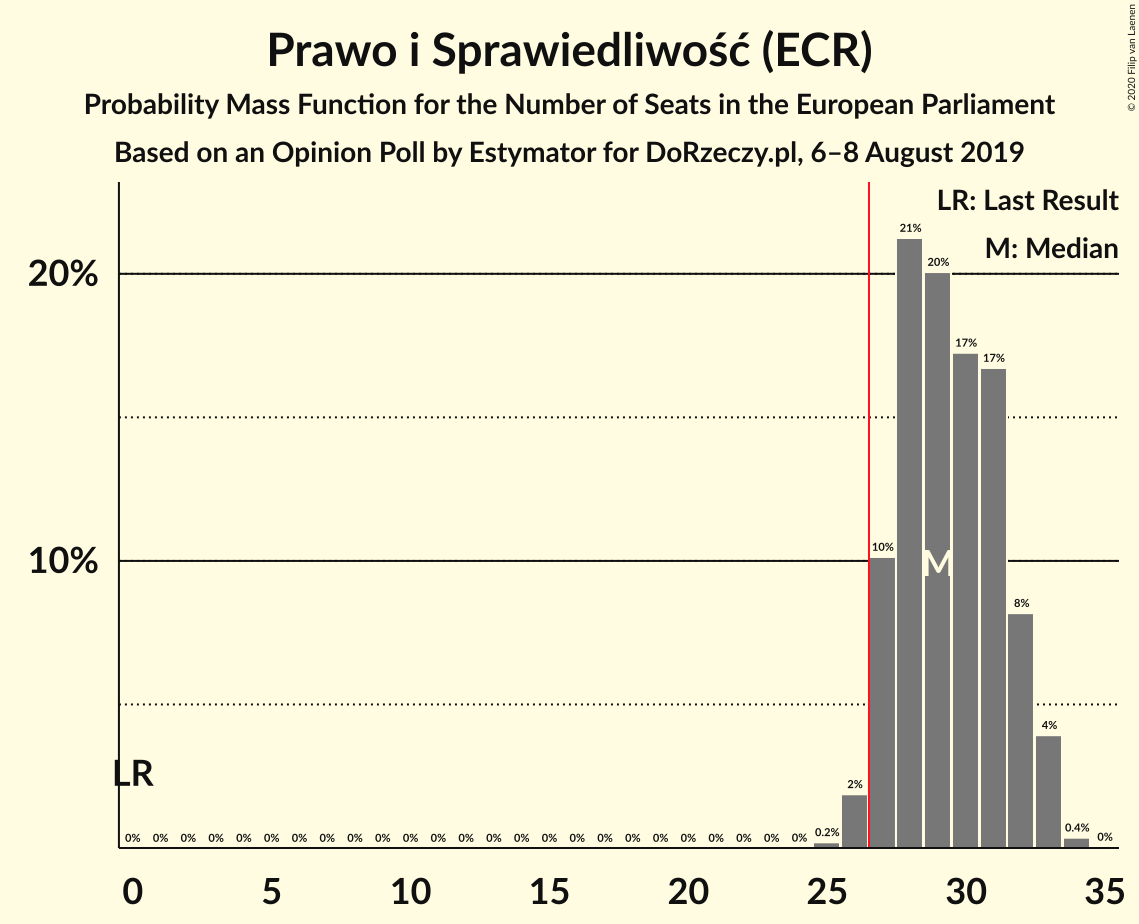 Prawo i Sprawiedliwość (ECR)
Probability Mass Function for the Number of Seats in the European Parliament
Based on an Opinion Poll by Estymator for DoRzeczy.pl, 6–8 August 2019
© 2020 Filip van Laenen
LR: Last Result
M: Median
20%
10%
21%
20%
17%
17%
10%
M
8%
4%
LR
2%
0% 0% 0% 0% 0% 0% 0% 0% 0% 0% 0% 0% 0% 0% 0% 0% 0% 0% 0% 0% 0% 0% 0% 0% 0% 0.2% 0.4% 0%
0 5 10 15 20 25 30 35